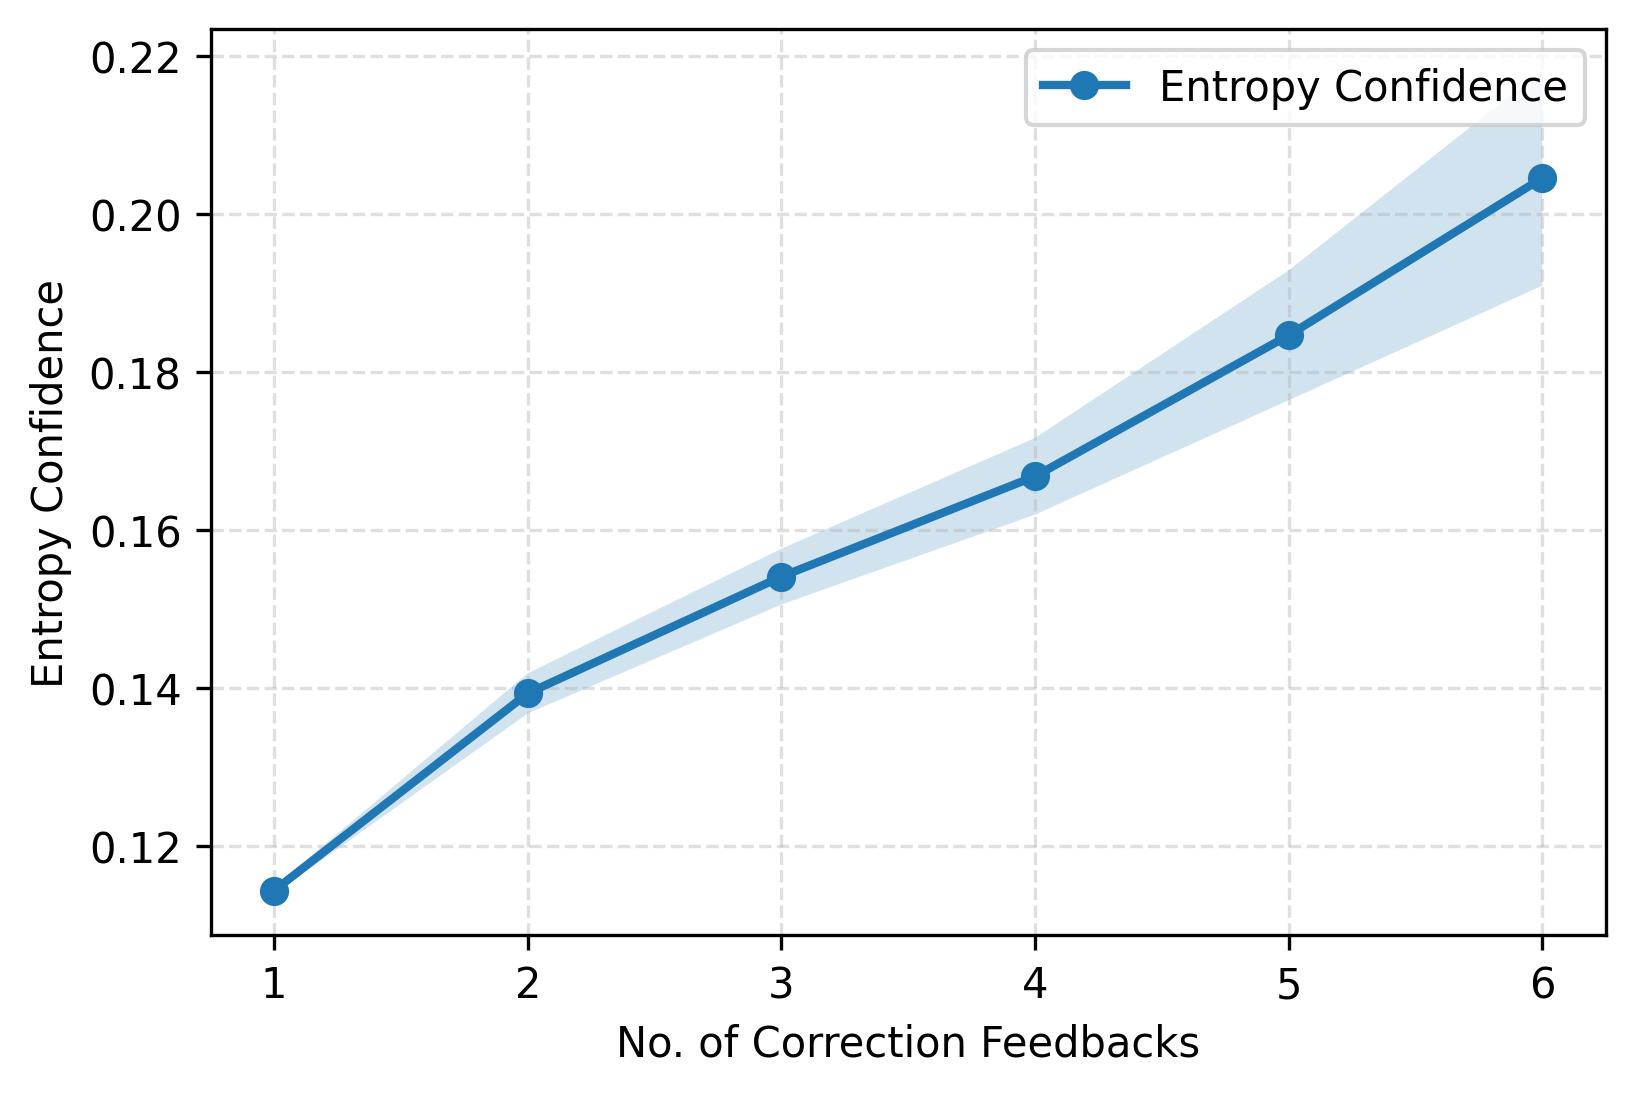 0.22
0.20
0.18
0.16
0.14
0.12
Entropy Confidence
Entropy Confidence
1 2 3 4 5 6
No. of Correction Feedbacks